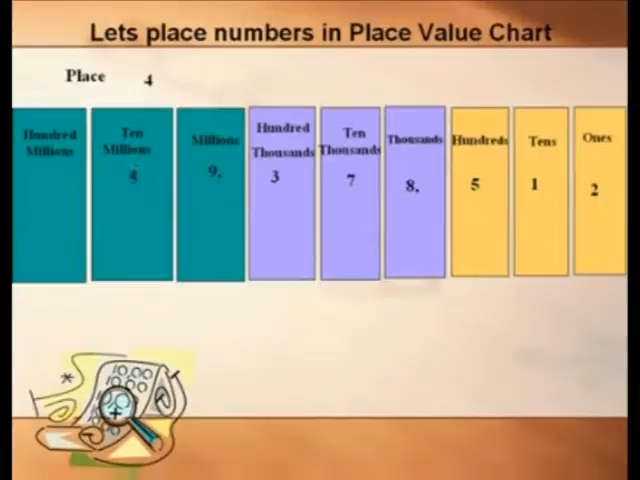 Lets place numbers in Place Value Chart
Place 4
Hundred Millions
Ten Millions
Millions
Hundred Thousands
Ten Thousands
Thousands
Hundreds
Tens
Ones
9, 3 7 8, 5 1 2